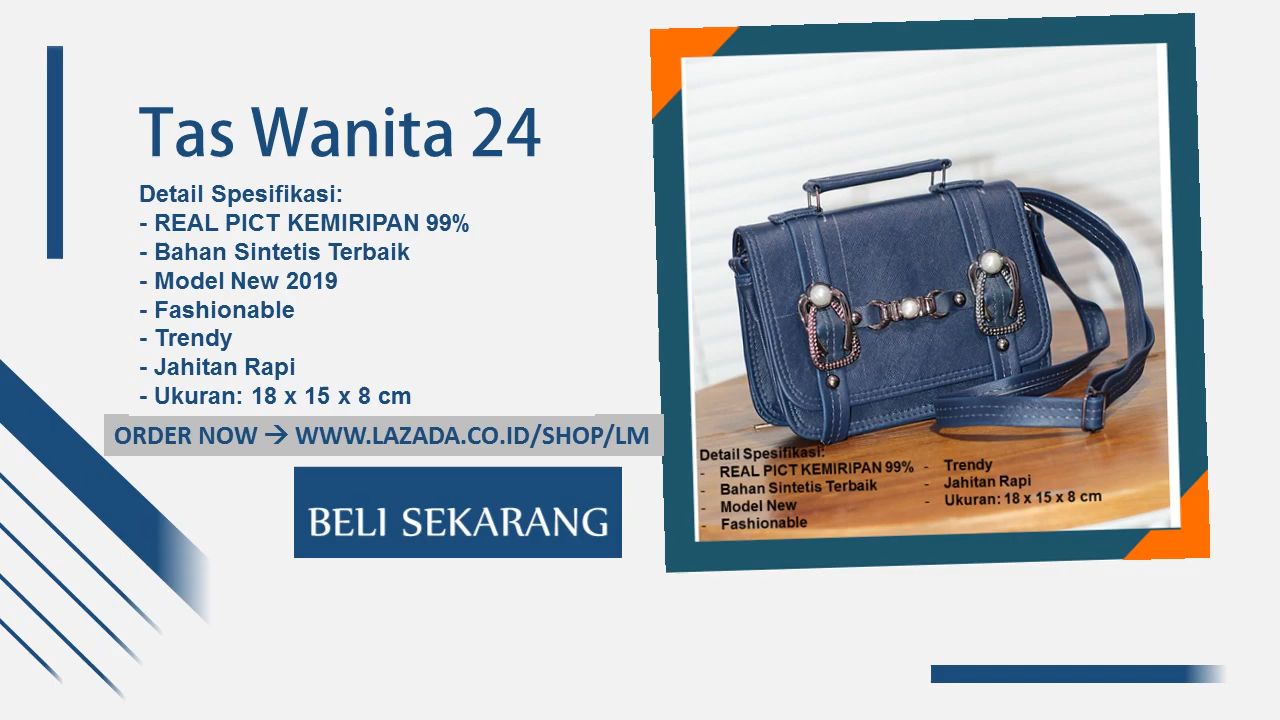 Tas Wanita 24
Detail Spesifikasi:
- REAL PICT KEMIRIPAN 99%
- Bahan Sintetis Terbaik
- Model New 2019
- Fashionable
- Trendy
- Jahitan Rapi
- Ukuran: 18 x 15 x 8 cm
ORDER NOW → WWW.LAZADA.CO.ID/SHOP/LM
BELI SEKARANG
Detail Spesifikasi:
- REAL PICT KEMIRIPAN 99%
- Bahan Sintetis Terbaik
- Model New
- Fashionable
- Trendy
- Jahitan Rapi
- Ukuran: 18 x 15 x 8 cm